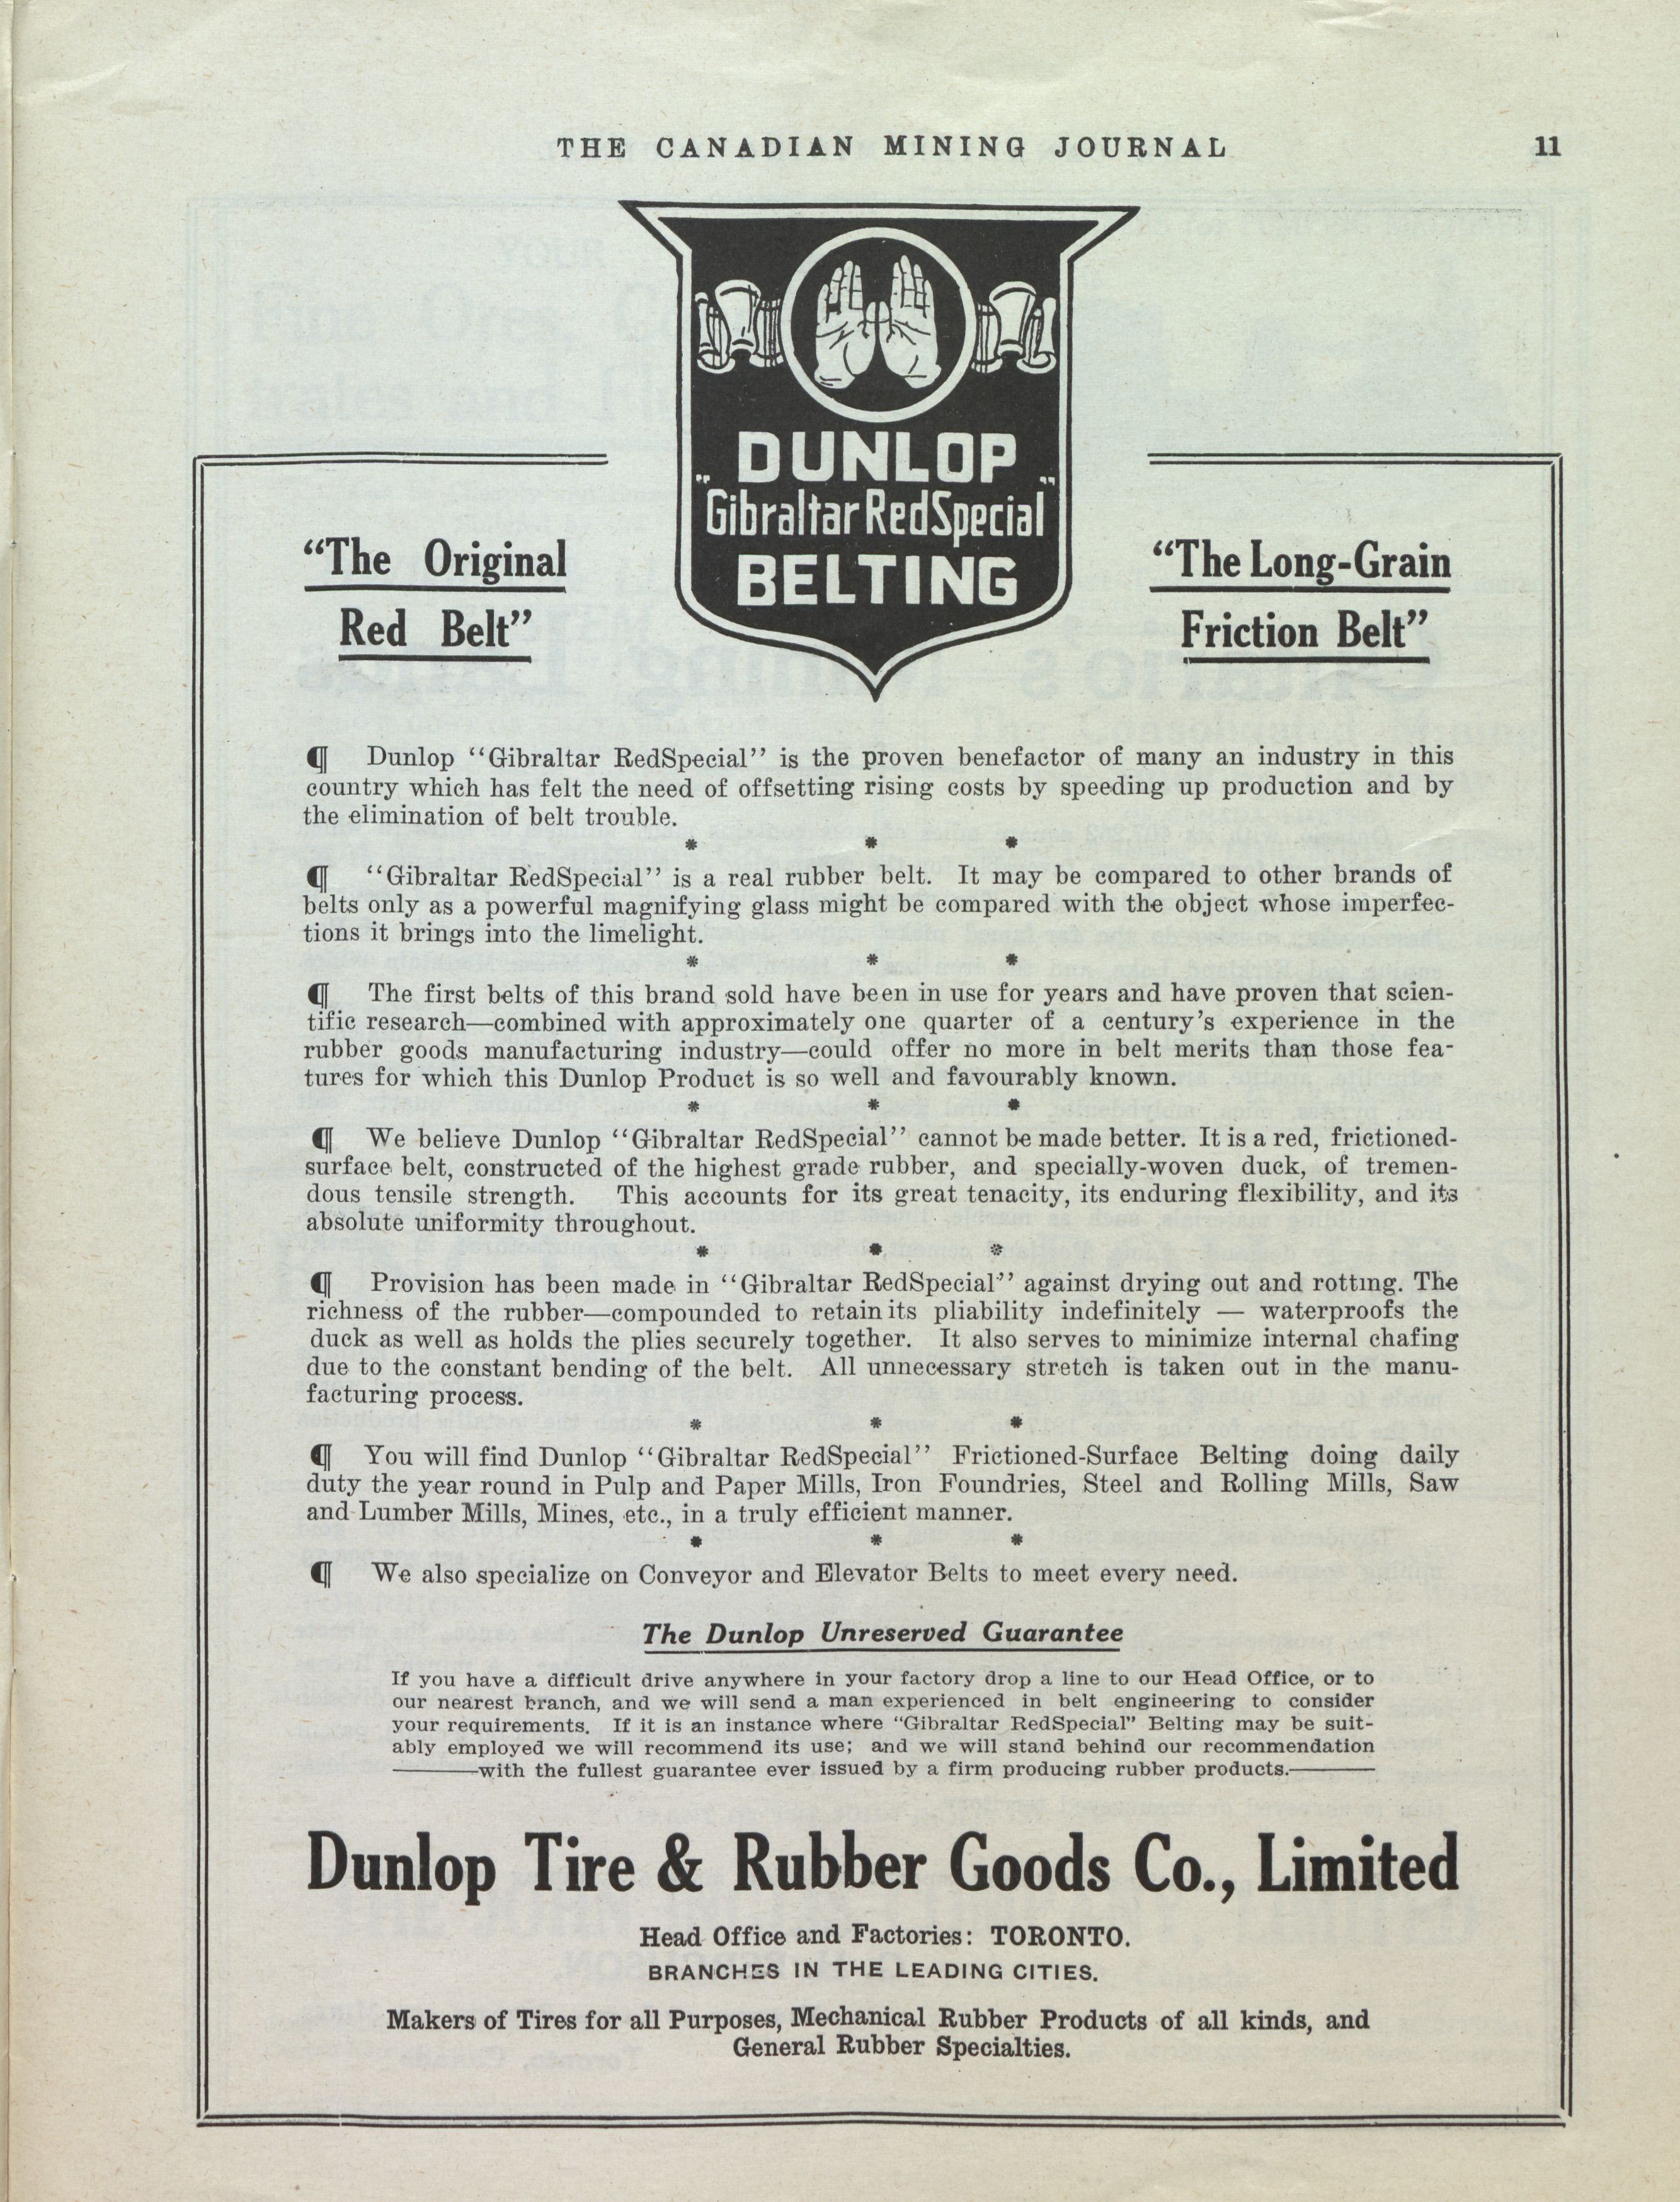 THE CANADIAN MINING JOURNAL 11
DUNLOP
"Gibraltar RedSpecial"
BELTING
"The Original
Red Belt"
"The Long-Grain
Friction Belt"
¶ Dunlop "Gibraltar RedSpecial" is the proven benefactor of many an industry in this
country which has felt the need of offsetting rising costs by speeding up production and by
the elimination of belt trouble.
* * *
¶ "Gibraltar RedSpecial" is a real rubber belt. It may be compared to other brands of
belts only as a powerful magnifying glass might be compared with the object whose imperfec-
tions it brings into the limelight.
* * *
¶ The first belts of this brand sold have been in use for years and have proven that scien-
tific research—combined with approximately one quarter of a century's experience in the
rubber goods manufacturing industry—could offer no more in belt merits than those fea-
tures for which this Dunlop Product is so well and favourably known.
* * *
¶ We believe Dunlop "Gibraltar RedSpecial" cannot be made better. It is a red, frictioned-
surface belt, constructed of the highest grade rubber, and specially-woven duck, of tremen-
dous tensile strength. This accounts for its great tenacity, its enduring flexibility, and its
absolute uniformity throughout.
* * *
¶ Provision has been made in "Gibraltar RedSpecial" against drying out and rotting. The
richness of the rubber—compounded to retain its pliability indefinitely — waterproofs the
duck as well as holds the plies securely together. It also serves to minimize internal chafing
due to the constant bending of the belt. All unnecessary stretch is taken out in the manu-
facturing process.
* * *
¶ You will find Dunlop "Gibraltar RedSpecial" Frictioned-Surface Belting doing daily
duty the year round in Pulp and Paper Mills, Iron Foundries, Steel and Rolling Mills, Saw
and Lumber Mills, Mines, etc., in a truly efficient manner.
* * *
¶ We also specialize on Conveyor and Elevator Belts to meet every need.
The Dunlop Unreserved Guarantee
If you have a difficult drive anywhere in your factory drop a line to our Head Office, or to
our nearest branch, and we will send a man experienced in belt engineering to consider
your requirements. If it is an instance where "Gibraltar RedSpecial" Belting may be suit-
ably employed we will recommend its use; and we will stand behind our recommendation
———with the fullest guarantee ever issued by a firm producing rubber products.———
Dunlop Tire & Rubber Goods Co., Limited
Head Office and Factories: TORONTO.
BRANCHES IN THE LEADING CITIES.
Makers of Tires for all Purposes, Mechanical Rubber Products of all kinds, and
General Rubber Specialties.